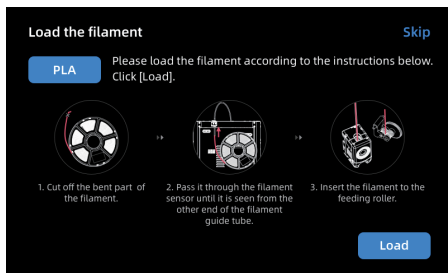 Load the filament
Skip
PLA
Please load the filament according to the instructions below.
Click [Load].
1. Cut off the bent part of
the filament.
2. Pass it through the filament
sensor until it is seen from the
other end of the filament
guide tube.
3. Insert the filament to the
feeding roller.
Load